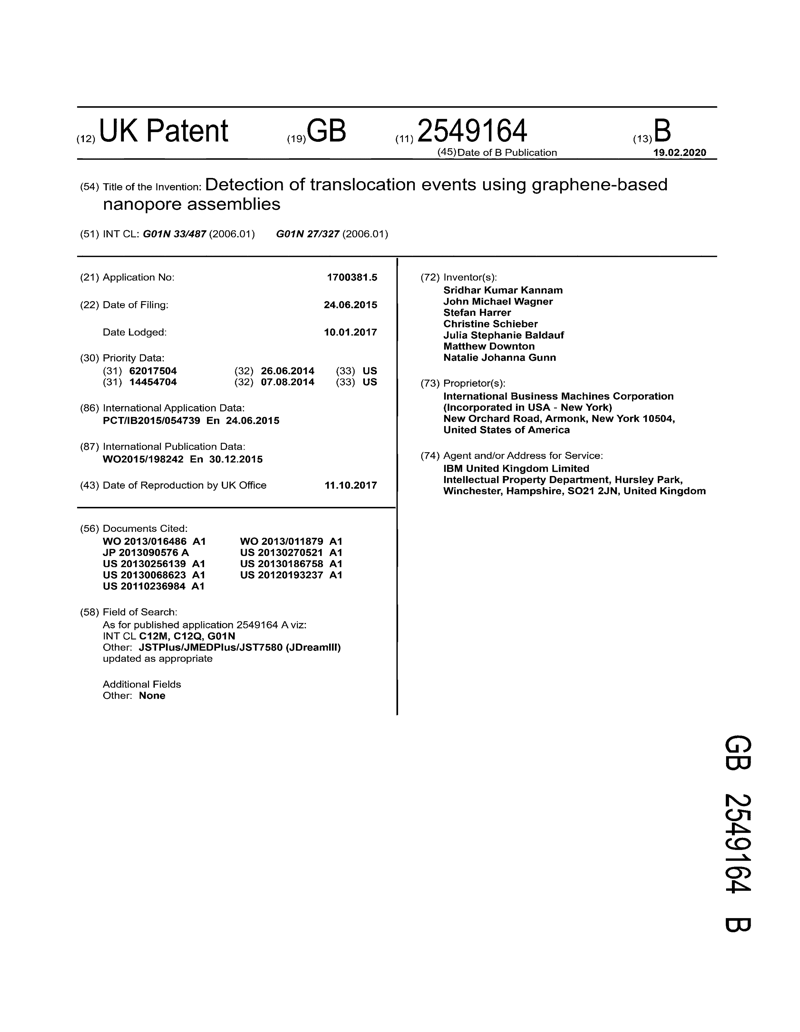 (12) UK Patent (19) GB (11) 2549164 (13) B
(45) Date of B Publication 19.02.2020
(54) Title of the Invention: Detection of translocation events using graphene-based
nanopore assemblies
(51) INT CL: G01N 33/487 (2006.01) G01N 27/327 (2006.01)
(21) Application No: 1700381.5
(22) Date of Filing: 24.06.2015
Date Lodged: 10.01.2017
(30) Priority Data:
(31) 62017504 (32) 26.06.2014 (33) US
(31) 14454704 (32) 07.08.2014 (33) US
(86) International Application Data:
PCT/IB2015/054739 En 24.06.2015
(87) International Publication Data:
WO2015/198242 En 30.12.2015
(43) Date of Reproduction by UK Office 11.10.2017
(56) Documents Cited:
WO 2013/016486 A1 WO 2013/011879 A1
JP 2013090576 A US 20130270521 A1
US 20130256139 A1 US 20130186758 A1
US 20130068623 A1 US 20120193237 A1
US 20110236984 A1
(58) Field of Search:
As for published application 2549164 A viz:
INT CL C12M, C12Q, G01N
Other: JSTPlus/JMEDPlus/JST7580 (JDreamIII)
updated as appropriate
Additional Fields
Other: None
(72) Inventor(s):
Sridhar Kumar Kannam
John Michael Wagner
Stefan Harrer
Christine Schieber
Julia Stephanie Baldauf
Matthew Downton
Natalie Johanna Gunn
(73) Proprietor(s):
International Business Machines Corporation
(Incorporated in USA - New York)
New Orchard Road, Armonk, New York 10504,
United States of America
(74) Agent and/or Address for Service:
IBM United Kingdom Limited
Intellectual Property Department, Hursley Park,
Winchester, Hampshire, SO21 2JN, United Kingdom
GB 2549164 B